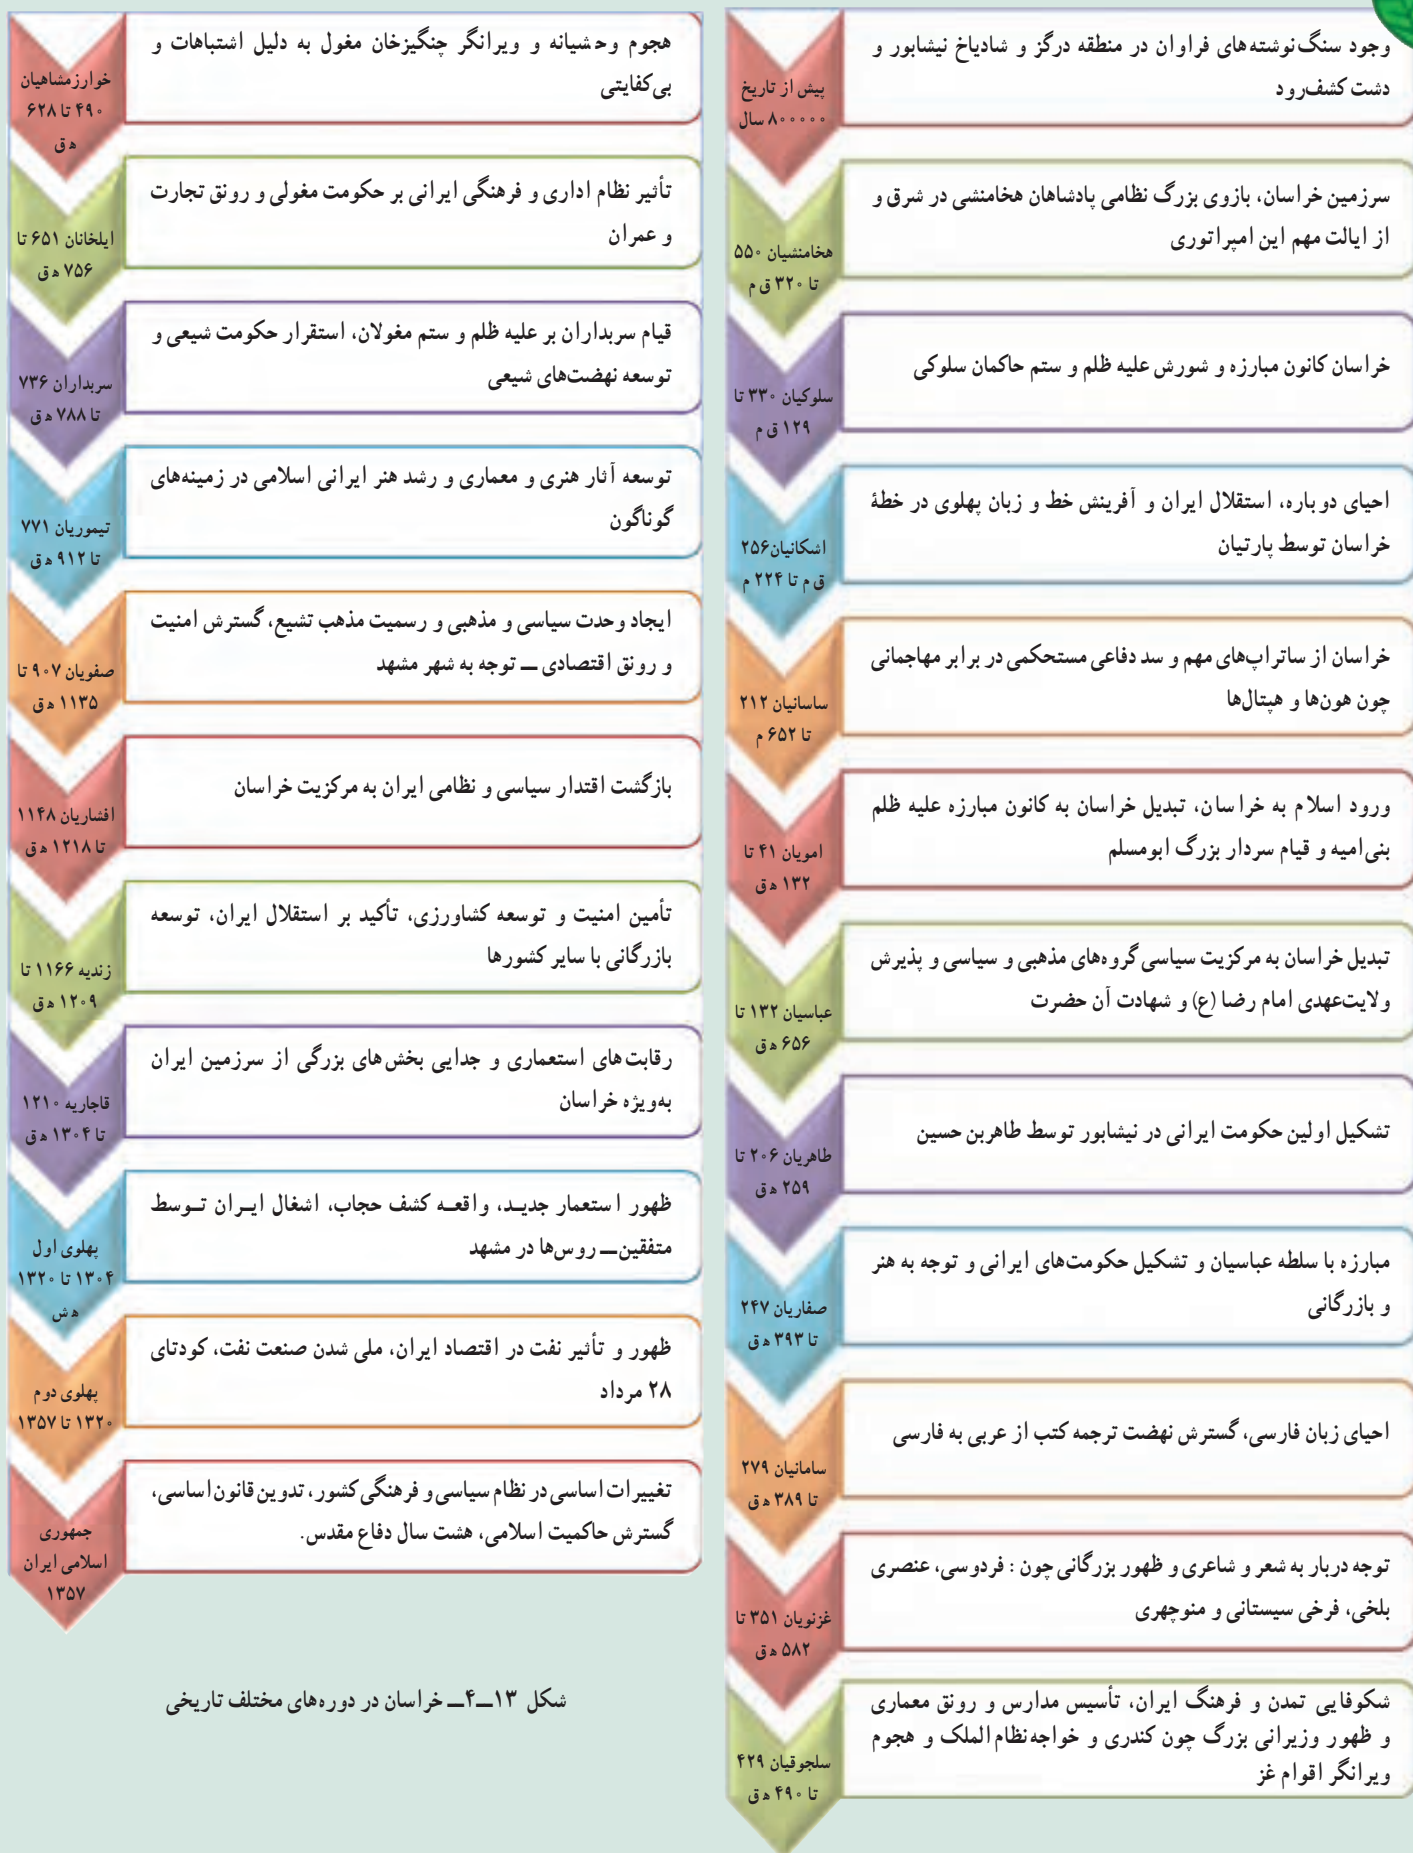 وجود سنگ‌نوشته‌های فراوان در منطقه درگز و شادیاخ نیشابور و
دشت کشف‌رود
پیش از تاریخ
۸۰۰۰۰۰ سال
سرزمین خراسان، بازوی بزرگ نظامی پادشاهان هخامنشی در شرق و
از ایالت مهم این امپراتوری
هخامنشیان ۵۵۰
تا ۳۲۰ ق م
خراسان کانون مبارزه و شورش علیه ظلم و ستم حاکمان سلوکی
سلوکیان ۳۳۰ تا
۱۲۹ ق م
احیای دوباره، استقلال ایران و آفرینش خط و زبان پهلوی در خطهٔ
خراسان توسط پارتیان
اشکانیان۲۵۶
ق م تا ۲۲۴ م
خراسان از ساتراپ‌های مهم و سد دفاعی مستحکمی در برابر مهاجمانی
چون هون‌ها و هپتال‌ها
ساسانیان ۲۱۲
تا ۶۵۲ م
ورود اسلام به خراسان، تبدیل خراسان به کانون مبارزه علیه ظلم
بنی‌امیه و قیام سردار بزرگ ابومسلم
امویان ۴۱ تا
۱۳۲ ه ق
تبدیل خراسان به مرکزیت سیاسی گروه‌های مذهبی و سیاسی و پذیرش
ولایت‌عهدی امام رضا (ع) و شهادت آن حضرت
عباسیان ۱۳۲ تا
۶۵۶ ه ق
تشکیل اولین حکومت ایرانی در نیشابور توسط طاهربن حسین
طاهریان ۲۰۶ تا
۲۵۹ ه ق
مبارزه با سلطه عباسیان و تشکیل حکومت‌های ایرانی و توجه به هنر
و بازرگانی
صفاریان ۲۴۷
تا ۳۹۳ ه ق
احیای زبان فارسی، گسترش نهضت ترجمه کتب از عربی به فارسی
سامانیان ۲۷۹
تا ۳۸۹ ه ق
توجه دربار به شعر و شاعری و ظهور بزرگانی چون : فردوسی، عنصری
بلخی، فرخی سیستانی و منوچهری
غزنویان ۳۵۱ تا
۵۸۲ ه ق
شکوفایی تمدن و فرهنگ ایران، تأسیس مدارس و رونق معماری
و ظهور وزیرانی بزرگ چون کندری و خواجه‌نظام الملک و هجوم
ویرانگر اقوام غز
سلجوقیان ۴۲۹
تا ۴۹۰ ه ق
هجوم وحشیانه و ویرانگر چنگیزخان مغول به دلیل اشتباهات و
بی‌کفایتی
خوارزمشاهیان
۴۹۰ تا ۶۲۸
ه ق
تأثیر نظام اداری و فرهنگی ایرانی بر حکومت مغولی و رونق تجارت
و عمران
ایلخانان ۶۵۱ تا
۷۵۶ ه ق
قیام سربداران بر علیه ظلم و ستم مغولان، استقرار حکومت شیعی و
توسعه نهضت‌های شیعی
سربداران ۷۳۶
تا ۷۸۸ ه ق
توسعه آثار هنری و معماری و رشد هنر ایرانی اسلامی در زمینه‌های
گوناگون
تیموریان ۷۷۱
تا ۹۱۲ ه ق
ایجاد وحدت سیاسی و مذهبی و رسمیت مذهب تشیع، گسترش امنیت
و رونق اقتصادی ــ توجه به شهر مشهد
صفویان ۹۰۷ تا
۱۱۳۵ ه ق
بازگشت اقتدار سیاسی و نظامی ایران به مرکزیت خراسان
افشاریان ۱۱۴۸
تا ۱۲۱۸ ه ق
تأمین امنیت و توسعه کشاورزی، تأکید بر استقلال ایران، توسعه
بازرگانی با سایر کشورها
زندیه ۱۱۶۶ تا
۱۲۰۹ ه ق
رقابت‌های استعماری و جدایی بخش‌های بزرگی از سرزمین ایران
به‌ویژه خراسان
قاجاریه ۱۲۱۰
تا ۱۳۰۴ ه ق
ظهور استعمار جدیـد، واقعـه کشف حجاب، اشغال ایـران تـوسط
متفقین‌ــ روس‌ها در مشهد
پهلوی اول
۱۳۰۴ تا ۱۳۲۰
ه ش
ظهور و تأثیر نفت در اقتصاد ایران، ملی شدن صنعت نفت، کودتای
۲۸ مرداد
پهلوی دوم
۱۳۲۰ تا ۱۳۵۷
تغییرات اساسی در نظام سیاسی و فرهنگی کشور، تدوین قانون اساسی،
گسترش حاکمیت اسلامی، هشت سال دفاع مقدس.
جمهوری
اسلامی ایران
۱۳۵۷
شکل ۱۳ــ۴ــ خراسان در دوره‌های مختلف تاریخی